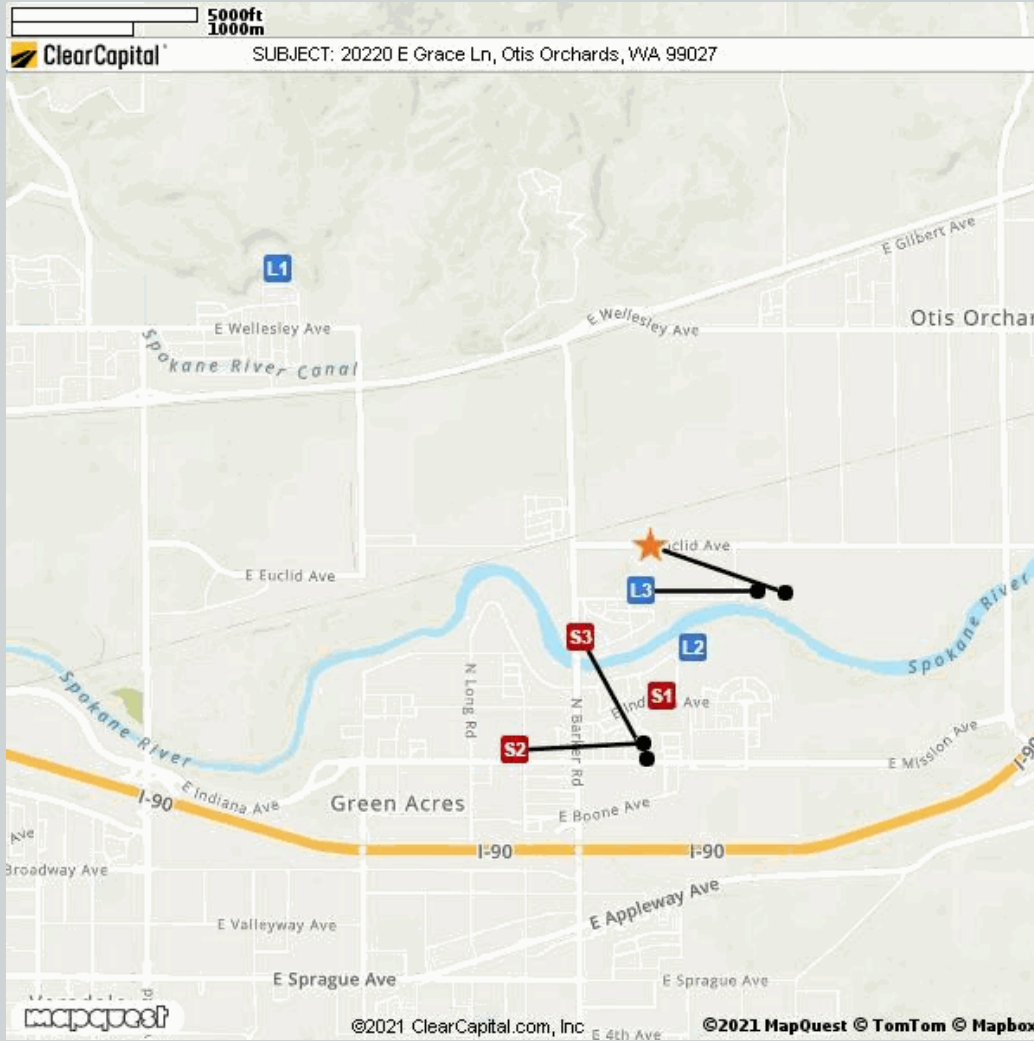 5000ft
1000m
ClearCapital
SUBJECT: 20220 E Grace Ln, Otis Orchards, WA 99027
E Gilbert Ave
L1
E Wellesley Ave
E Wellesley Ave
Otis Orchar
Spokane River Canal
clid Ave
E Euclid Ave
L3
Spokane River
S3
L2
N Long Rd
S1
E Ind
Ave
Spokane River
N Barker Rd
S2
E Mission Ave
I-90
E Indiana Ave
I-90
Green Acres
E Boone Ave
Ave
I-90
I-90
Broadway Ave
E Appleway Ave
E Valleyway Ave
E Sprague Ave
E Sprague Ave
mapquest
©2021 ClearCapital.com, Inc
©2021 MapQuest © TomTom © Mapbox
E 4th Ave